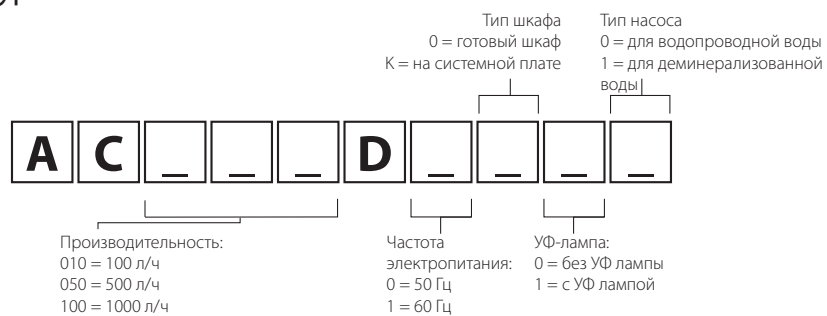 Тип шкафа
0 = готовый шкаф
K = на системной плате
Тип насоса
0 = для водопроводной воды
1 = для деминерализованной
воды
A C _ _ _ D _ _ _ _
Производительность:
010 = 100 л/ч
050 = 500 л/ч
100 = 1000 л/ч
Частота
электропитания:
0 = 50 Гц
1 = 60 Гц
УФ-лампа:
0 = без УФ лампы
1 = с УФ лампой